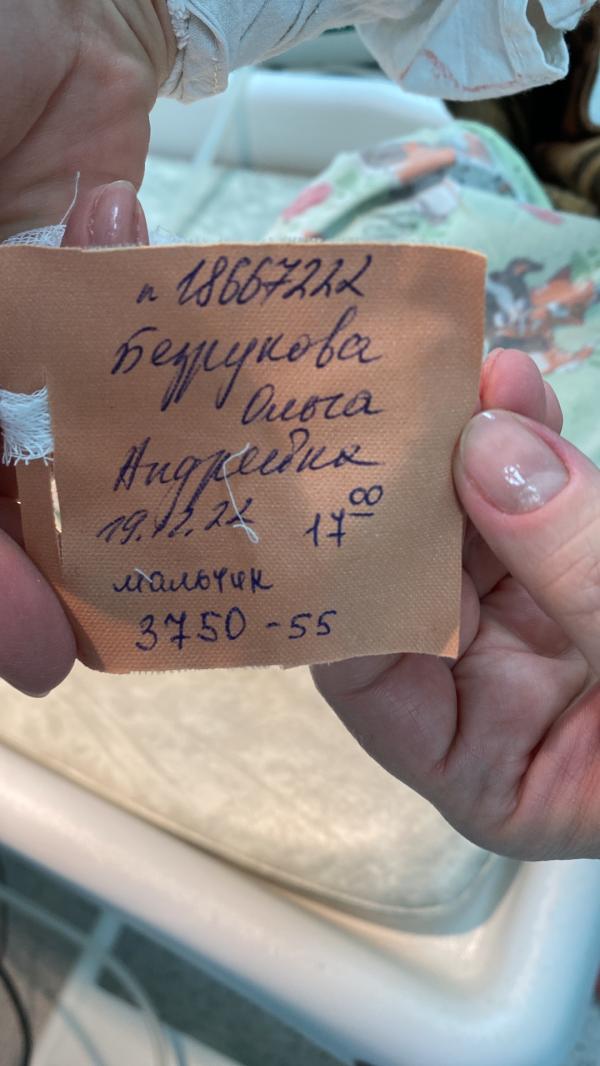 п 18667222
Безрукова
Ольга
Андреевна
19.12.22 17⁰⁰
мальчик
3750 - 55